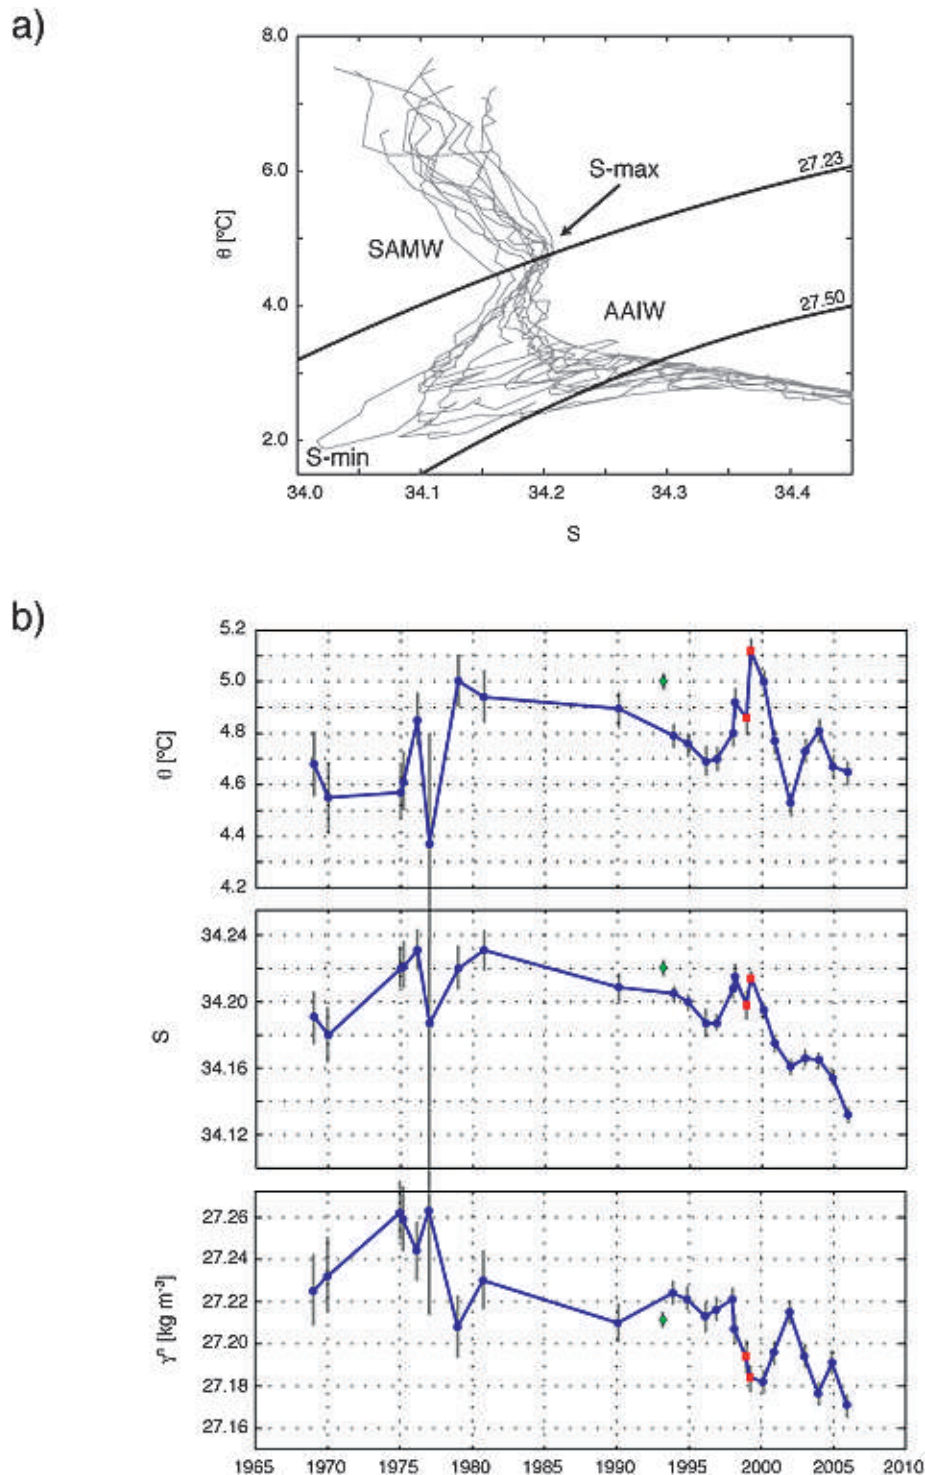 a)
8.0
6.0
4.0
2.0
θ [ºC]
27.23
S-max
SAMW
27.50
AAIW
S-min
34.0 34.1 34.2 34.3 34.4
S
b)
5.2
5.0
4.8
4.6
4.4
4.2
θ [ºC]
34.24
34.20
34.16
34.12
S
27.26
27.24
27.22
27.20
27.18
27.16
γⁿ [kg m⁻³]
1965 1970 1975 1980 1985 1990 1995 2000 2005 2010